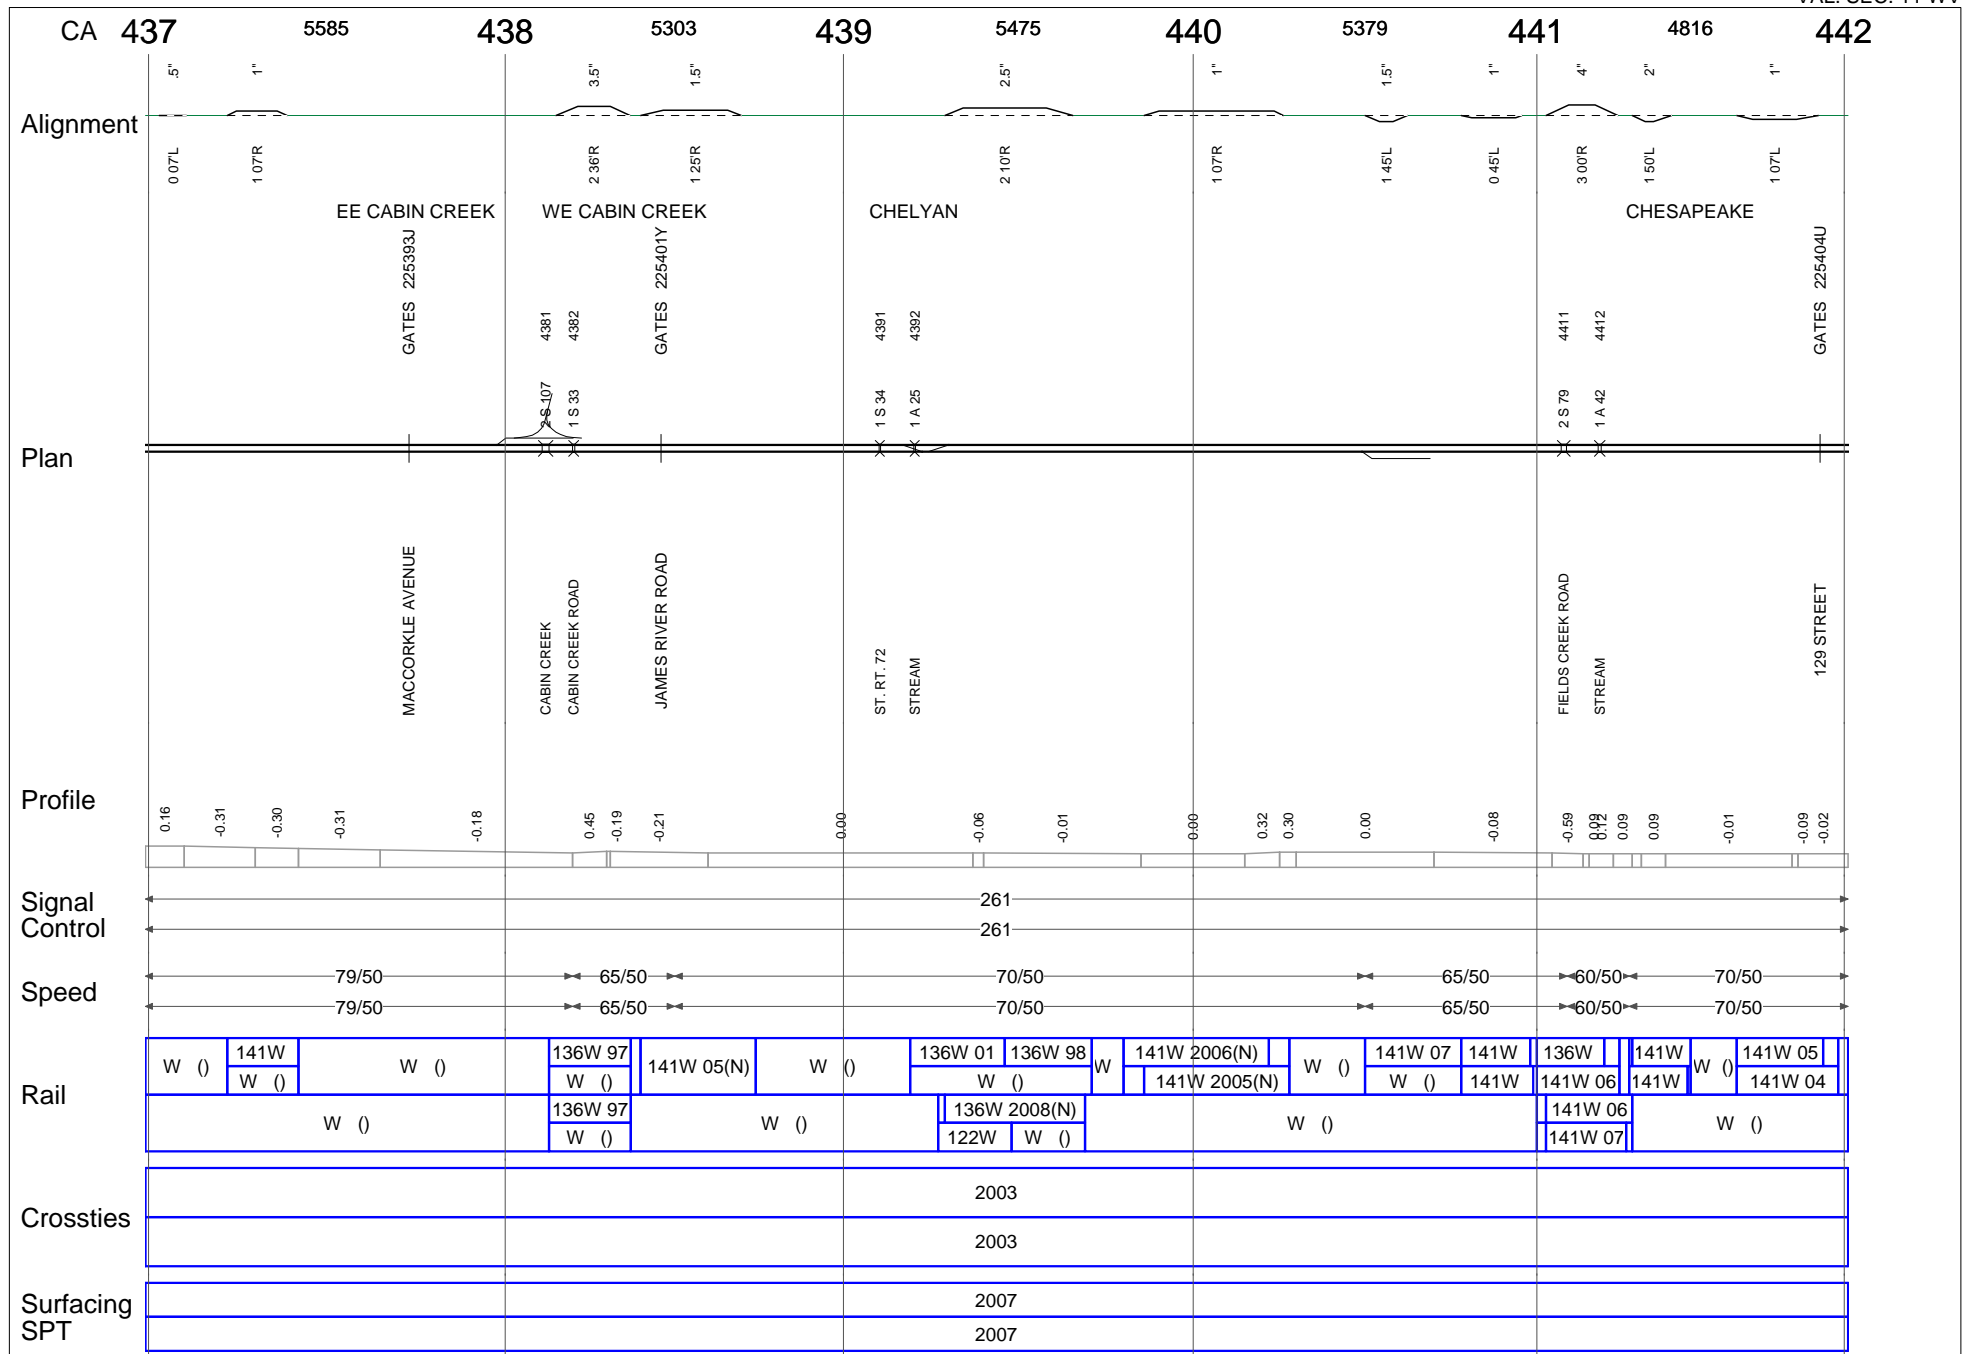 CA 437 5585 438 5303 439 5475 440 5379 441 4816 442
.5" 1" 3.5" 1.5" 2.5" 1" 1.5" 1" 4" 2" 1"
Alignment
0 07'L 1 07'R 2 36'R 1 25'R 2 10'R 1 07'R 1 45'L 0 45'L 3 00'R 1 50'L 1 07'L
EE CABIN CREEK WE CABIN CREEK CHELYAN CHESAPEAKE
GATES 225393J GATES 225401Y GATES 225404U
4381 4382 4391 4392 4411 4412
2 S 107 1 S 33 1 S 34 1 A 25 2 S 79 1 A 42
Plan
MACCORKLE AVENUE CABIN CREEK CABIN CREEK ROAD JAMES RIVER ROAD ST. RT. 72 STREAM FIELDS CREEK ROAD STREAM 129 STREET
Profile
0.16 -0.31 -0.30 -0.31 -0.18 0.45 -0.19 -0.21 0.00 -0.06 -0.01 0.00 0.32 0.30 0.00 -0.08 -0.59 0.09 0.12 0.09 0.09 -0.01 -0.09 -0.02
Signal 261
Control 261
79/50 65/50 70/50 65/50 60/50 70/50
Speed
79/50 65/50 70/50 65/50 60/50 70/50
Rail
W () 141W W () 136W 97 141W 05(N) W () 136W 01 136W 98 W 141W 2006(N) W () 141W 07 141W 136W 141W W () 141W 05
W () W () W () 141W 2005(N) W () 141W 141W 06 141W 141W 04
W () 136W 97 W () 136W 2008(N) W () 141W 06 W ()
W () 122W W () 141W 07
Crossties
2003
2003
Surfacing
SPT
2007
2007